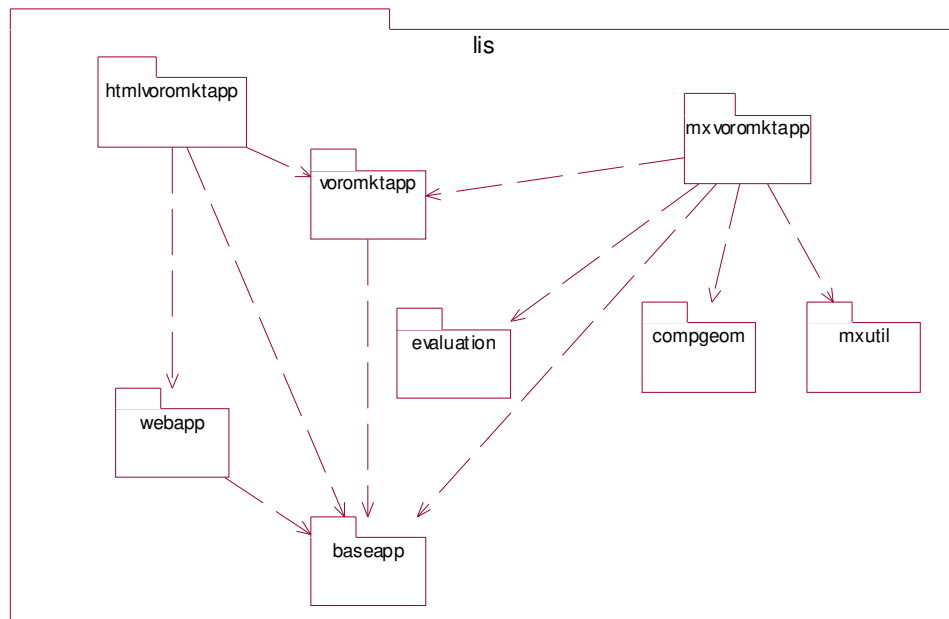 lis
htmlvoromktapp
mxvoromktapp
voromktapp
evaluation
compgeom
mxutil
webapp
baseapp